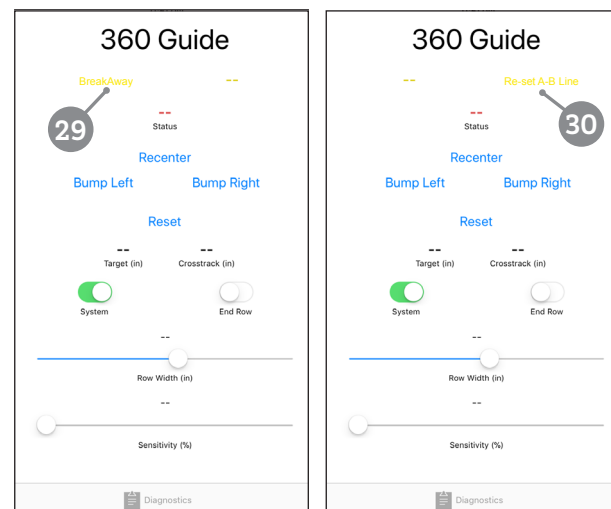 360 Guide
BreakAway --
29
--
Status
Recenter
Bump Left Bump Right
Reset
-- --
Target (in) Crosstrack (in)
System End Row
--
Row Width (in)
--
Sensitivity (%)
Diagnostics
360 Guide
-- Re-set A-B Line
30
--
Status
Recenter
Bump Left Bump Right
Reset
-- --
Target (in) Crosstrack (in)
System End Row
--
Row Width (in)
--
Sensitivity (%)
Diagnostics